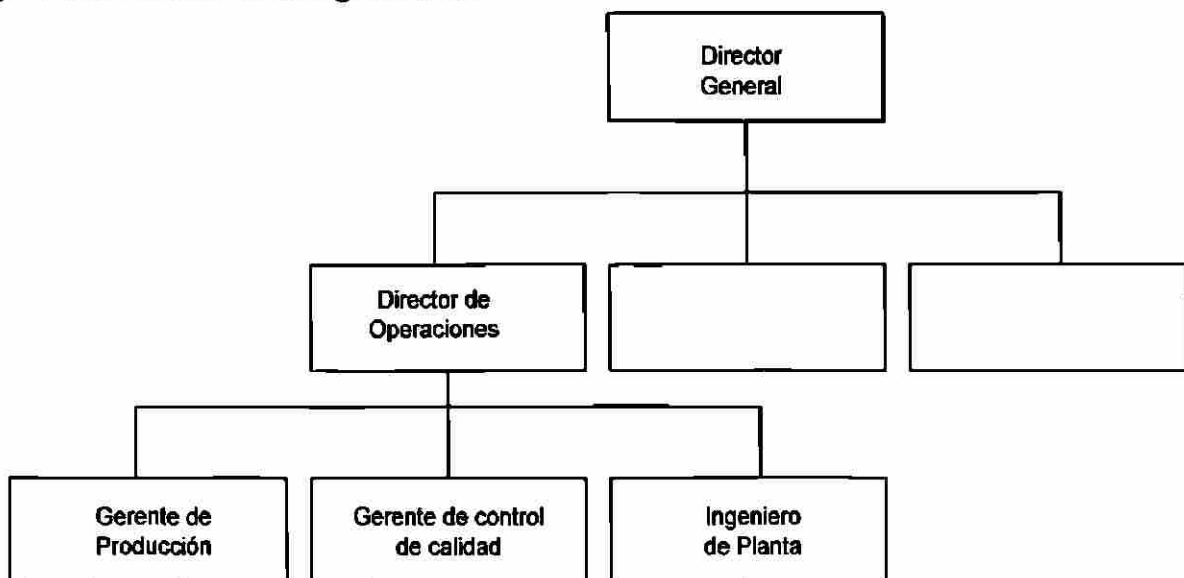 Director
General
Director de
Operaciones
Gerente de
Producción
Gerente de control
de calidad
Ingeniero
de Planta